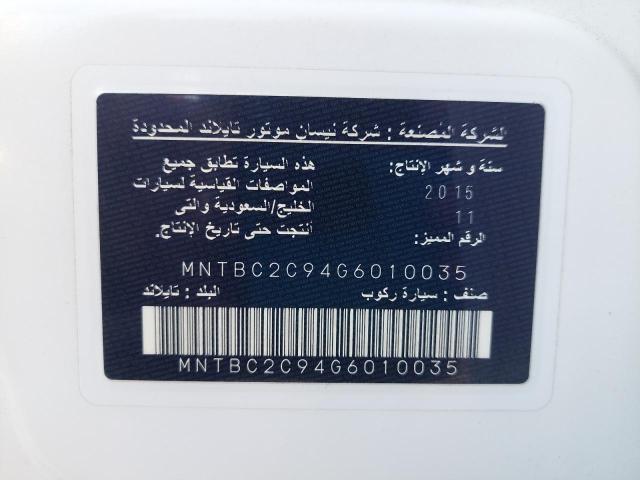 الشركة المصنعة : شركة نيسان موتور تايلاند المحدودة
سنة و شهر الإنتاج:
2015
11
الرقم المميز:
هذه السيارة تطابق جميع
المواصفات القياسية لسيارات
الخليج/السعودية والتى
أنتجت حتى تاريخ الإنتاج.
MNTBC2C94G6010035
صنف : سيارة ركوب البلد : تايلاند
MNTBC2C94G6010035